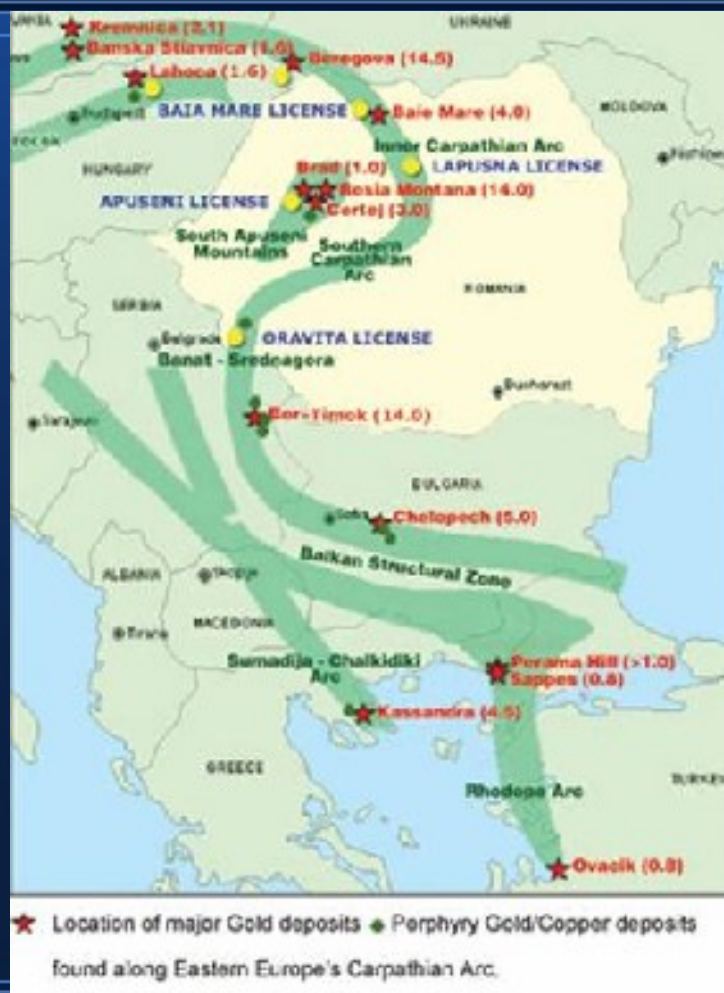 UKRAINE
Kremnica (2.1)
Banska Stiavnica
Beregova (14.5)
Lahoca (1.6)
Budapest
BAIA MARE LICENSE
Baie Mare (4.0)
MOLDOVA
Inner Carpathian Arc
HUNGARY
Brad (1.0)
LAPUSNA LICENSE
APUSENI LICENSE
Rosia Montana (14.0)
Certej (3.0)
South Apuseni
Mountains
Southern
Carpathian
Arc
ROMANIA
SERBIA
Belgrade
ORAVITA LICENSE
Banat - Srednagora
Bucharest
Bor-Timok (14.0)
Sarajevo
BULGARIA
Sofia
Chelopech (5.0)
Balkan Structural Zone
ALBANIA
MACEDONIA
Tirana
Sumadija - Chalkidiki
Arc
Perama Hill (>1.0)
Sappes (0.8)
Kassandra (4.5)
GREECE
Rhodope Arc
Ovacik (0.8)
Location of major Gold deposits
Porphyry Gold/Copper deposits
found along Eastern Europe's Carpathian Arc.